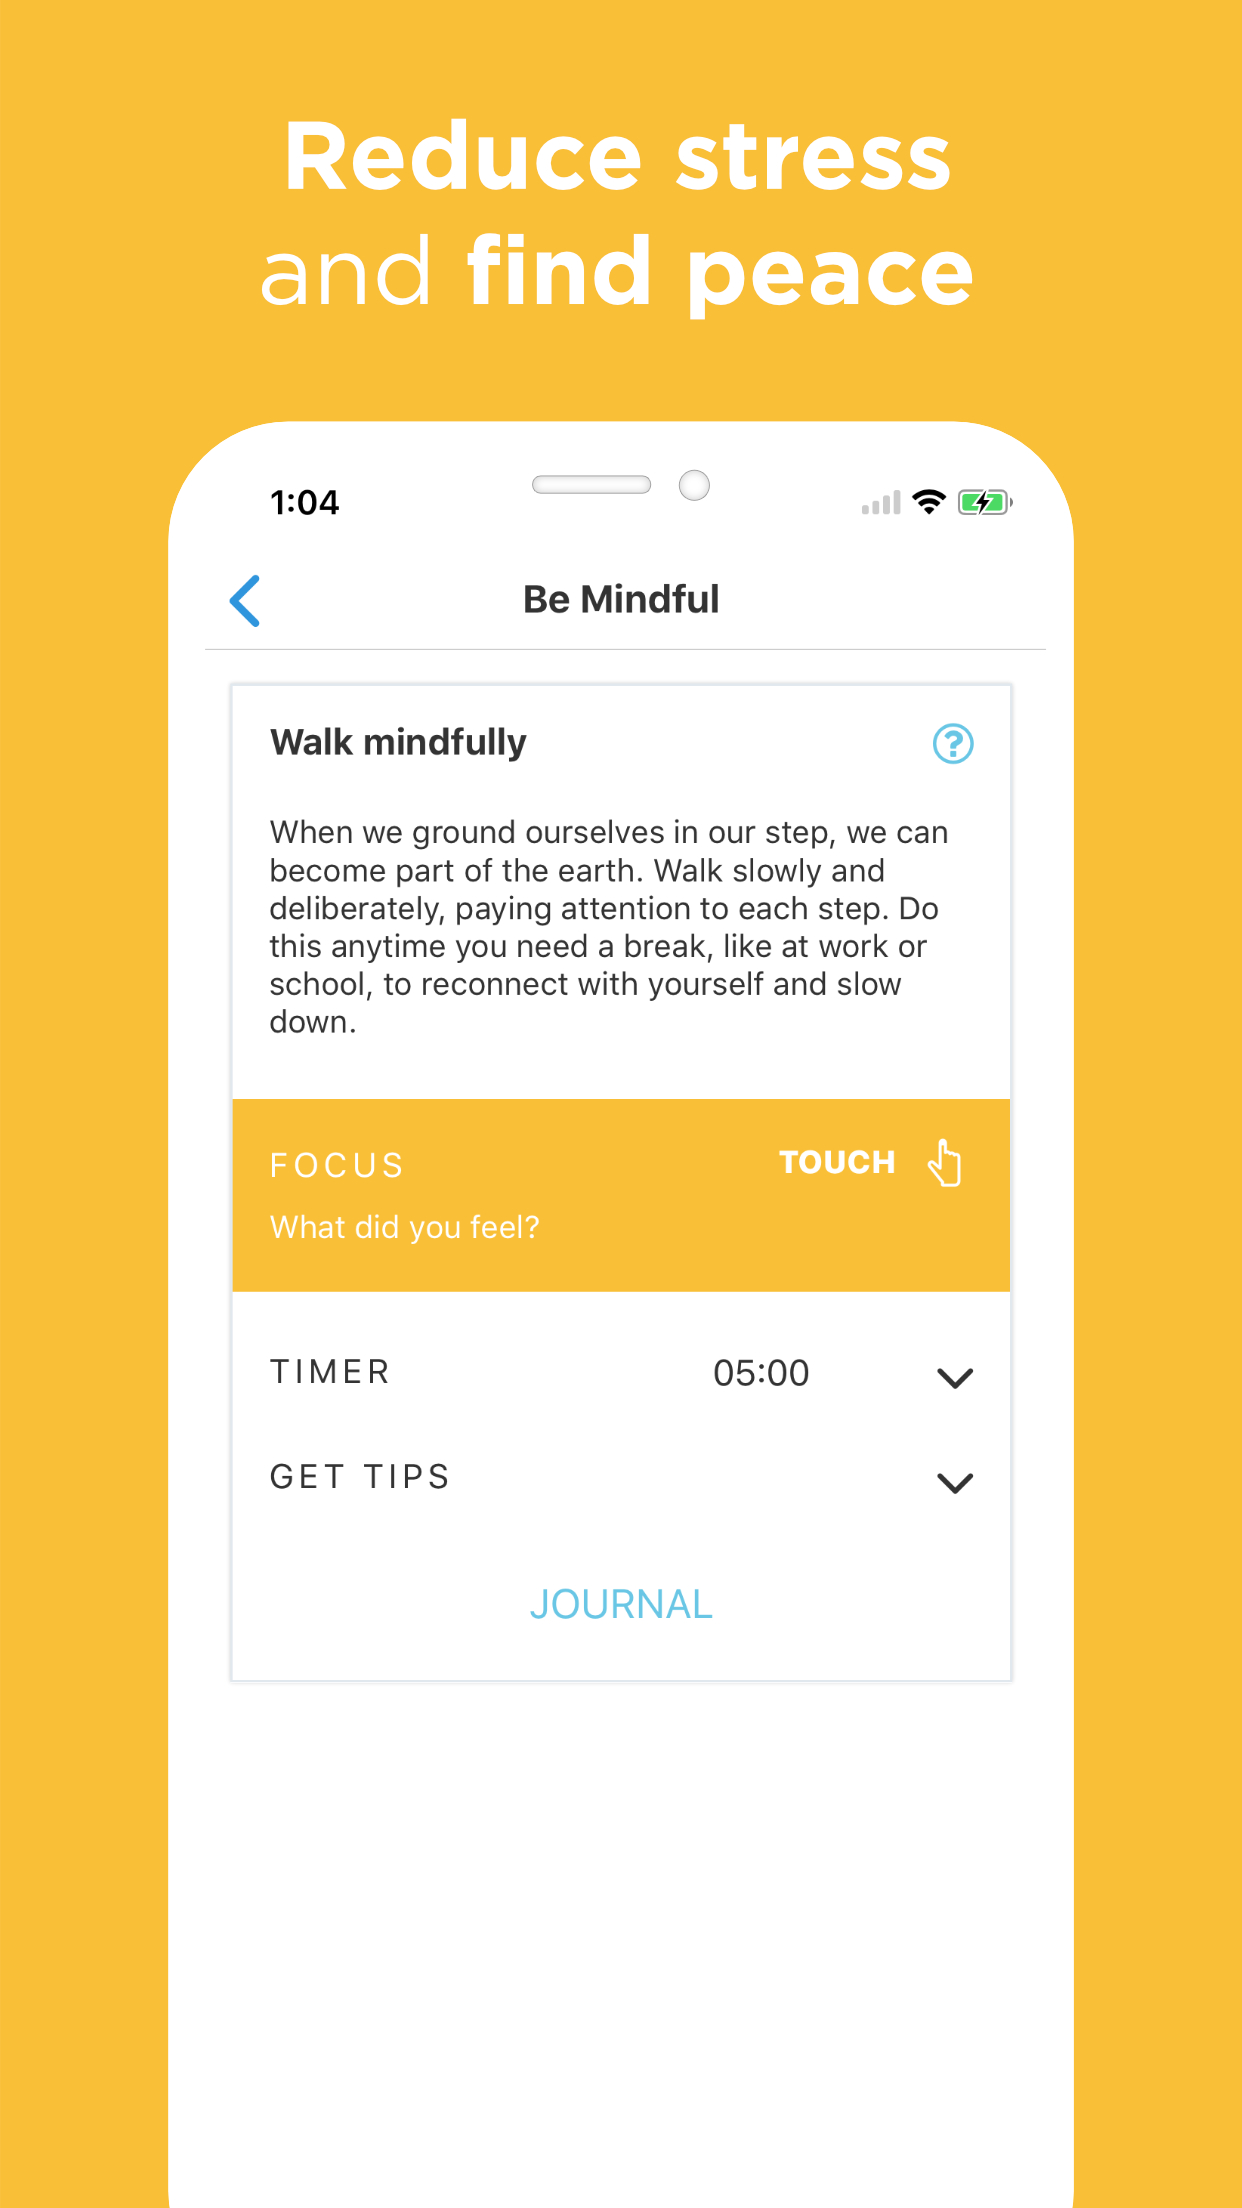 Reduce stress
and find peace
1:04
Be Mindful
Walk mindfully
When we ground ourselves in our step, we can
become part of the earth. Walk slowly and
deliberately, paying attention to each step. Do
this anytime you need a break, like at work or
school, to reconnect with yourself and slow
down.
FOCUS TOUCH
What did you feel?
TIMER 05:00
GET TIPS
JOURNAL